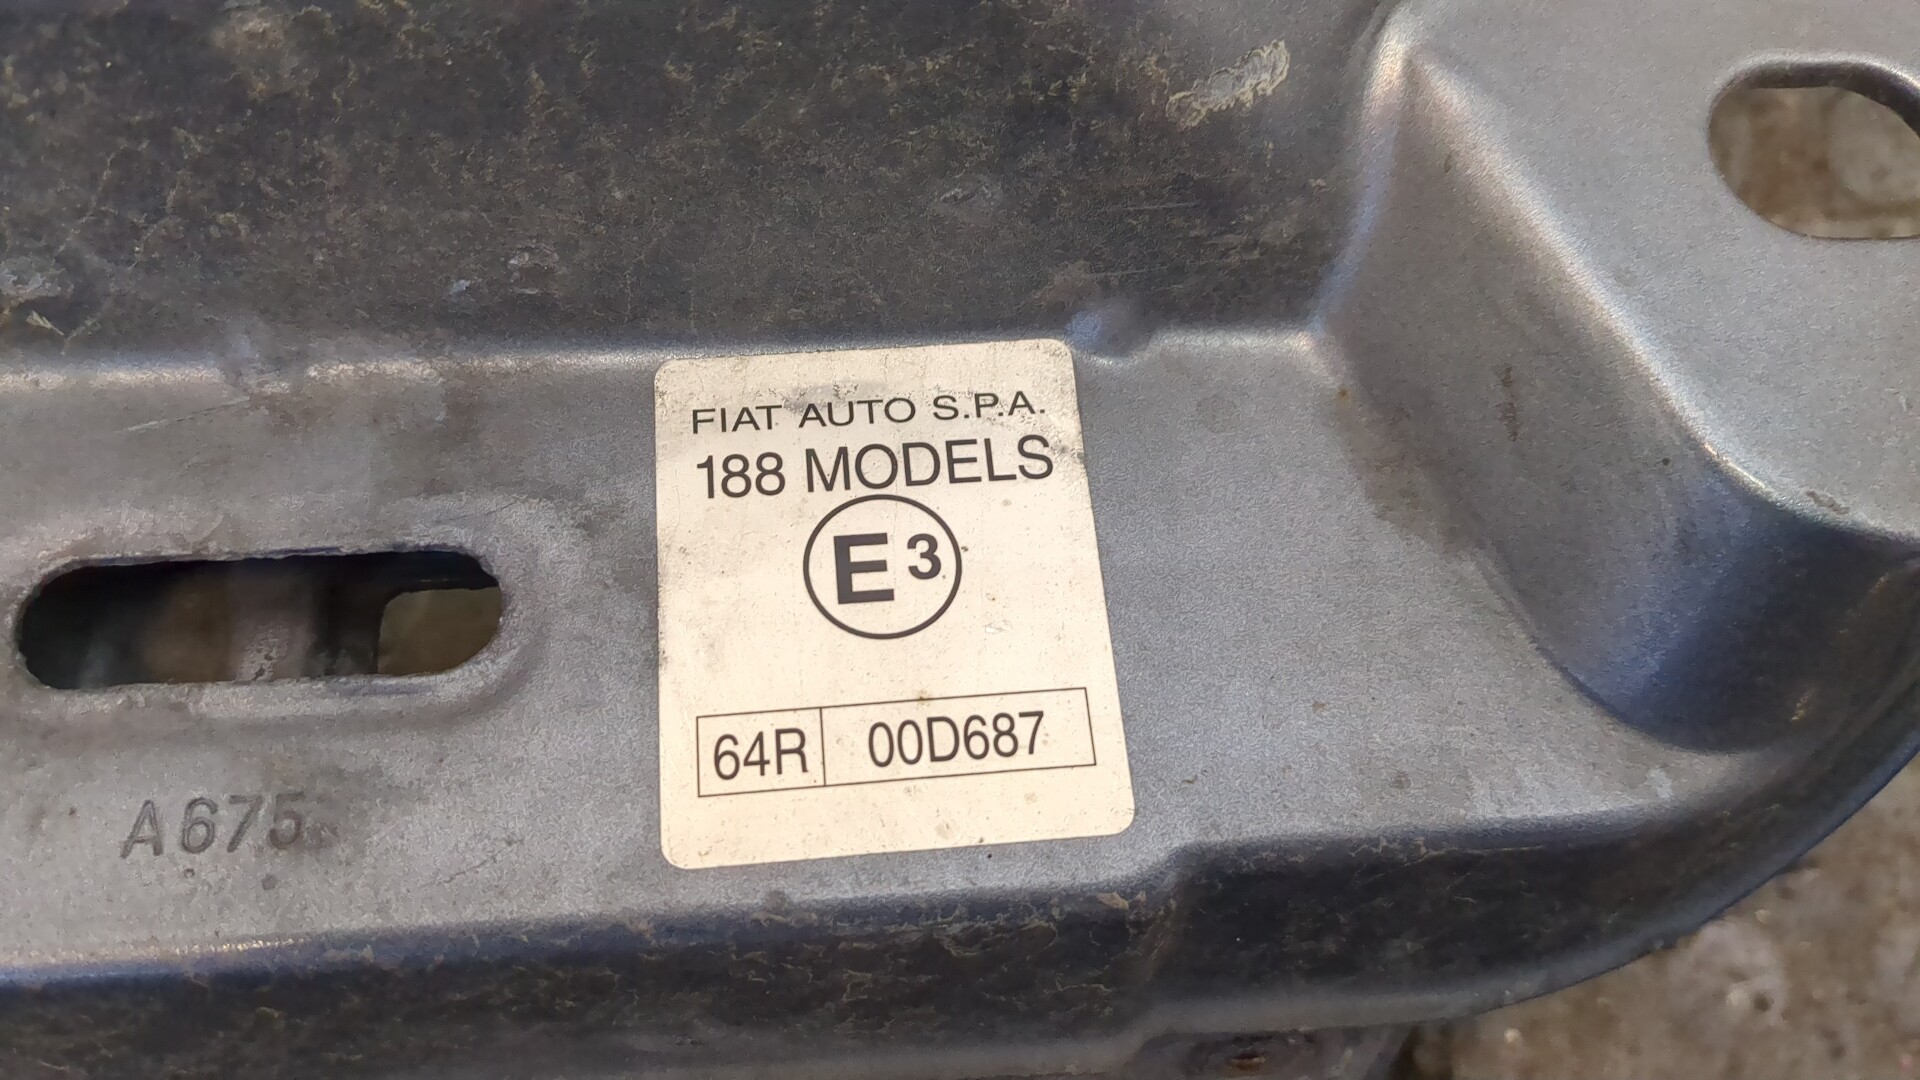 FIAT AUTO S.P.A.
188 MODELS
E3
64R 00D687
A675